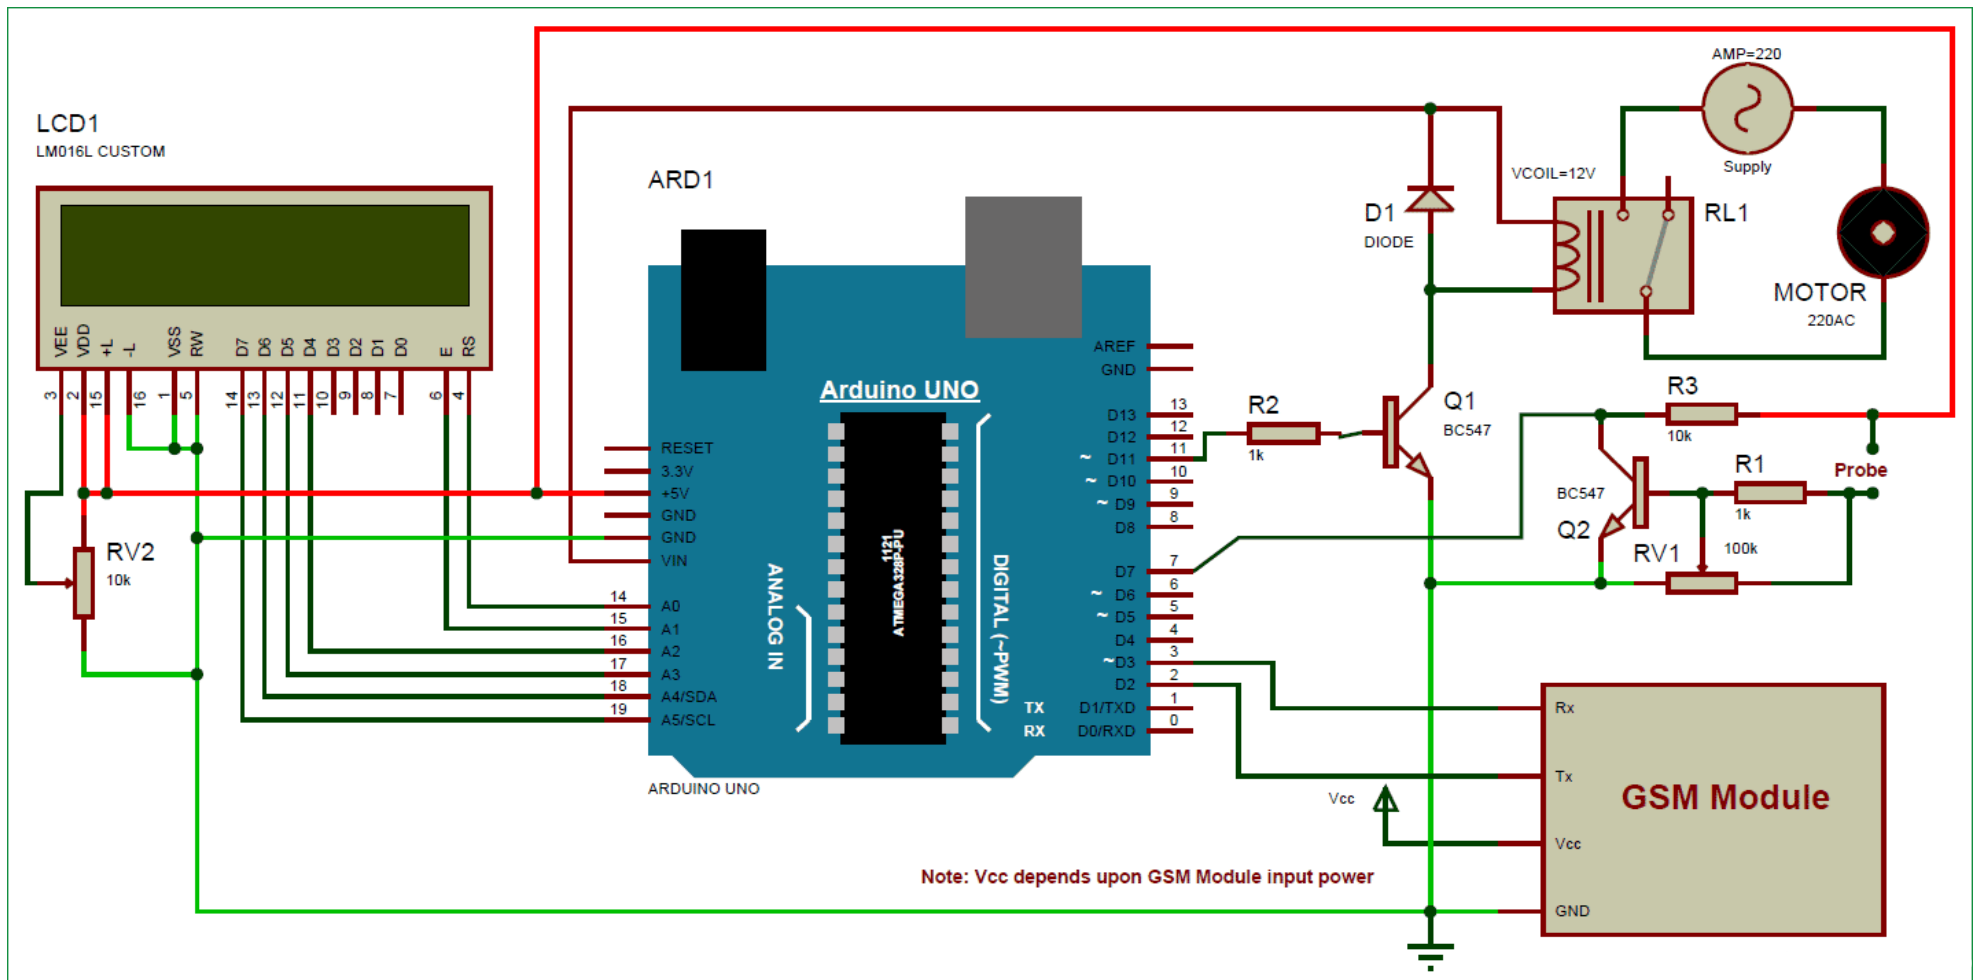 LCD1
LM016L CUSTOM
VEE
VDD
+L
-L
VSS
RW
D7
D6
D5
D4
D3
D2
D1
D0
E
RS
3
2
15
16
1
5
14
13
12
11
10
9
8
7
6
4
RV2
10k
ARD1
Arduino UNO
RESET
3.3V
+5V
GND
GND
VIN
14 A0
15 A1
16 A2
17 A3
18 A4/SDA
19 A5/SCL
ANALOG IN
1121
ATMEGA328P-PU
DIGITAL (~PWM)
AREF
GND
D13 13
D12 12
~ D11 11
~ D10 10
~ D9 9
D8 8
D7 7
~ D6 6
~ D5 5
D4 4
~D3 3
D2 2
TX D1/TXD 1
RX D0/RXD 0
ARDUINO UNO
AMP=220
Supply
VCOIL=12V
RL1
D1
DIODE
MOTOR
220AC
R2
1k
Q1
BC547
R3
10k
Probe
R1
1k
BC547
Q2
RV1
100k
Rx
Tx
Vcc
GND
GSM Module
Vcc
Note: Vcc depends upon GSM Module input power